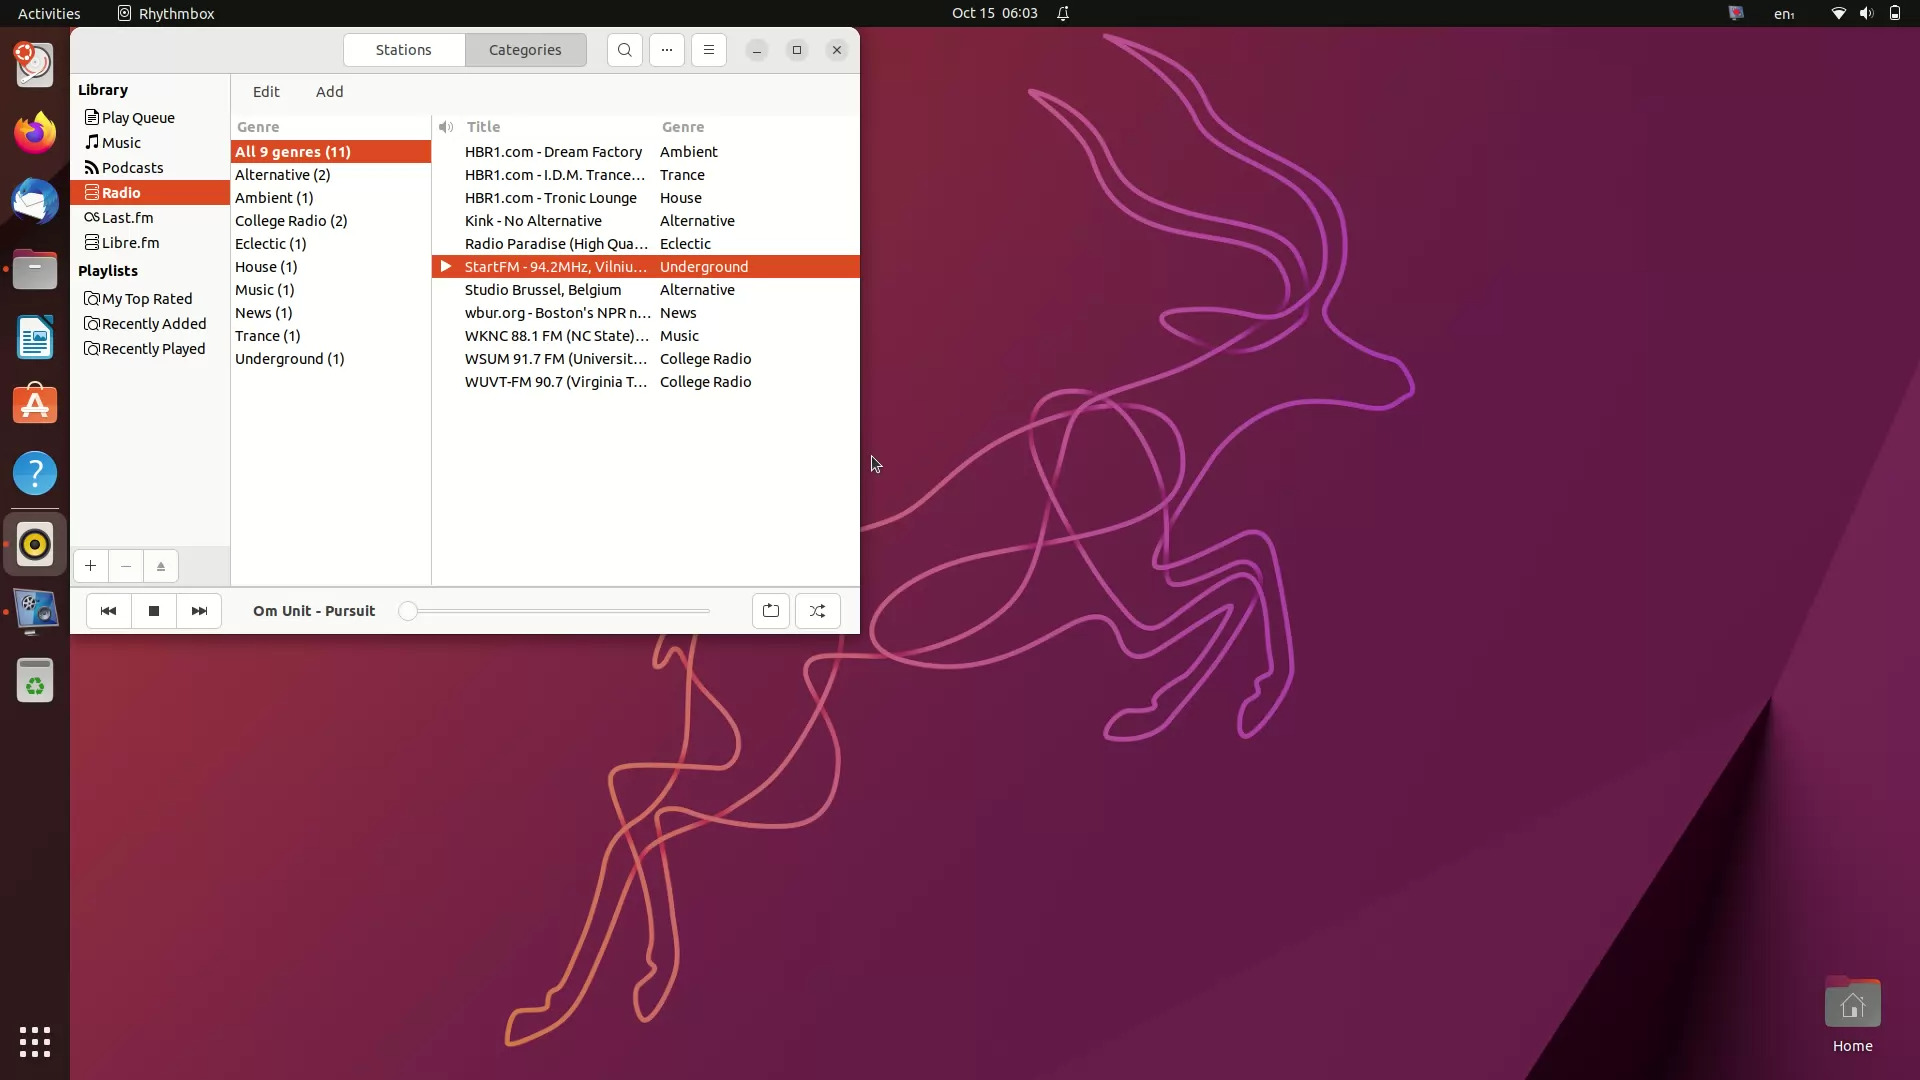 Activities
Rhythmbox
Oct 15 06:03
en₁
Stations
Categories
Library
Play Queue
Music
Podcasts
Radio
Last.fm
Libre.fm
Playlists
My Top Rated
Recently Added
Recently Played
Edit
Add
Genre
All 9 genres (11)
Alternative (2)
Ambient (1)
College Radio (2)
Eclectic (1)
House (1)
Music (1)
News (1)
Trance (1)
Underground (1)
Title Genre
HBR1.com - Dream Factory Ambient
HBR1.com - I.D.M. Trance... Trance
HBR1.com - Tronic Lounge House
Kink - No Alternative Alternative
Radio Paradise (High Qua... Eclectic
StartFM - 94.2MHz, Vilniu... Underground
Studio Brussel, Belgium Alternative
wbur.org - Boston's NPR n... News
WKNC 88.1 FM (NC State)... Music
WSUM 91.7 FM (Universit... College Radio
WUVT-FM 90.7 (Virginia T... College Radio
Om Unit - Pursuit
Home